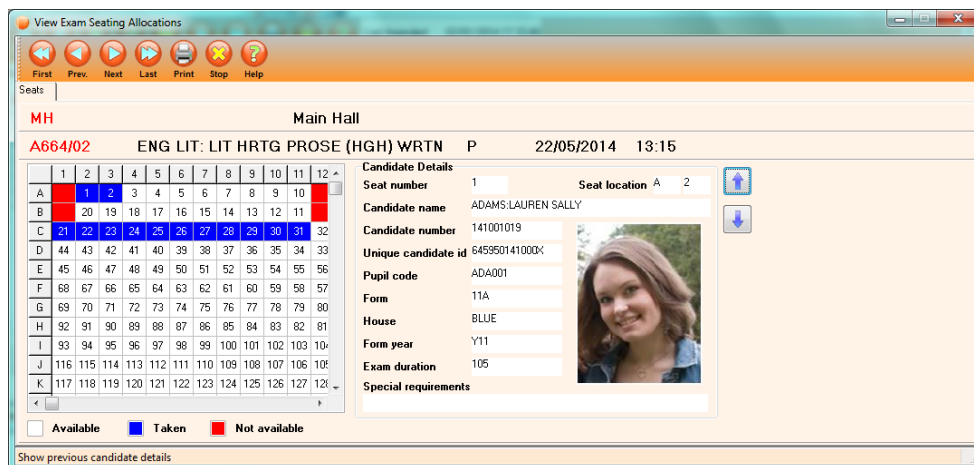 View Exam Seating Allocations
First Prev. Next Last Print Stop Help
Seats
MH Main Hall
A664/02 ENG LIT: LIT HRTG PROSE (HGH) WRTN P 22/05/2014 13:15
1 2 3 4 5 6 7 8 9 10 11 12
A 1 2 3 4 5 6 7 8 9 10
B 20 19 18 17 16 15 14 13 12 11
C 21 22 23 24 25 26 27 28 29 30 31 32
D 44 43 42 41 40 39 38 37 36 35 34 33
E 45 46 47 48 49 50 51 52 53 54 55 56
F 68 67 66 65 64 63 62 61 60 59 58 57
G 69 70 71 72 73 74 75 76 77 78 79 80
H 92 91 90 89 88 87 86 85 84 83 82 81
I 93 94 95 96 97 98 99 100 101 102 103
J 116 115 114 113 112 111 110 109 108 107 106
K 117 118 119 120 121 122 123 124 125 126 127
Available Taken Not available
Candidate Details
Seat number 1 Seat location A 2
Candidate name ADAMS:LAUREN SALLY
Candidate number 141001019
Unique candidate id 645950141000X
Pupil code ADA001
Form 11A
House BLUE
Form year Y11
Exam duration 105
Special requirements
Show previous candidate details